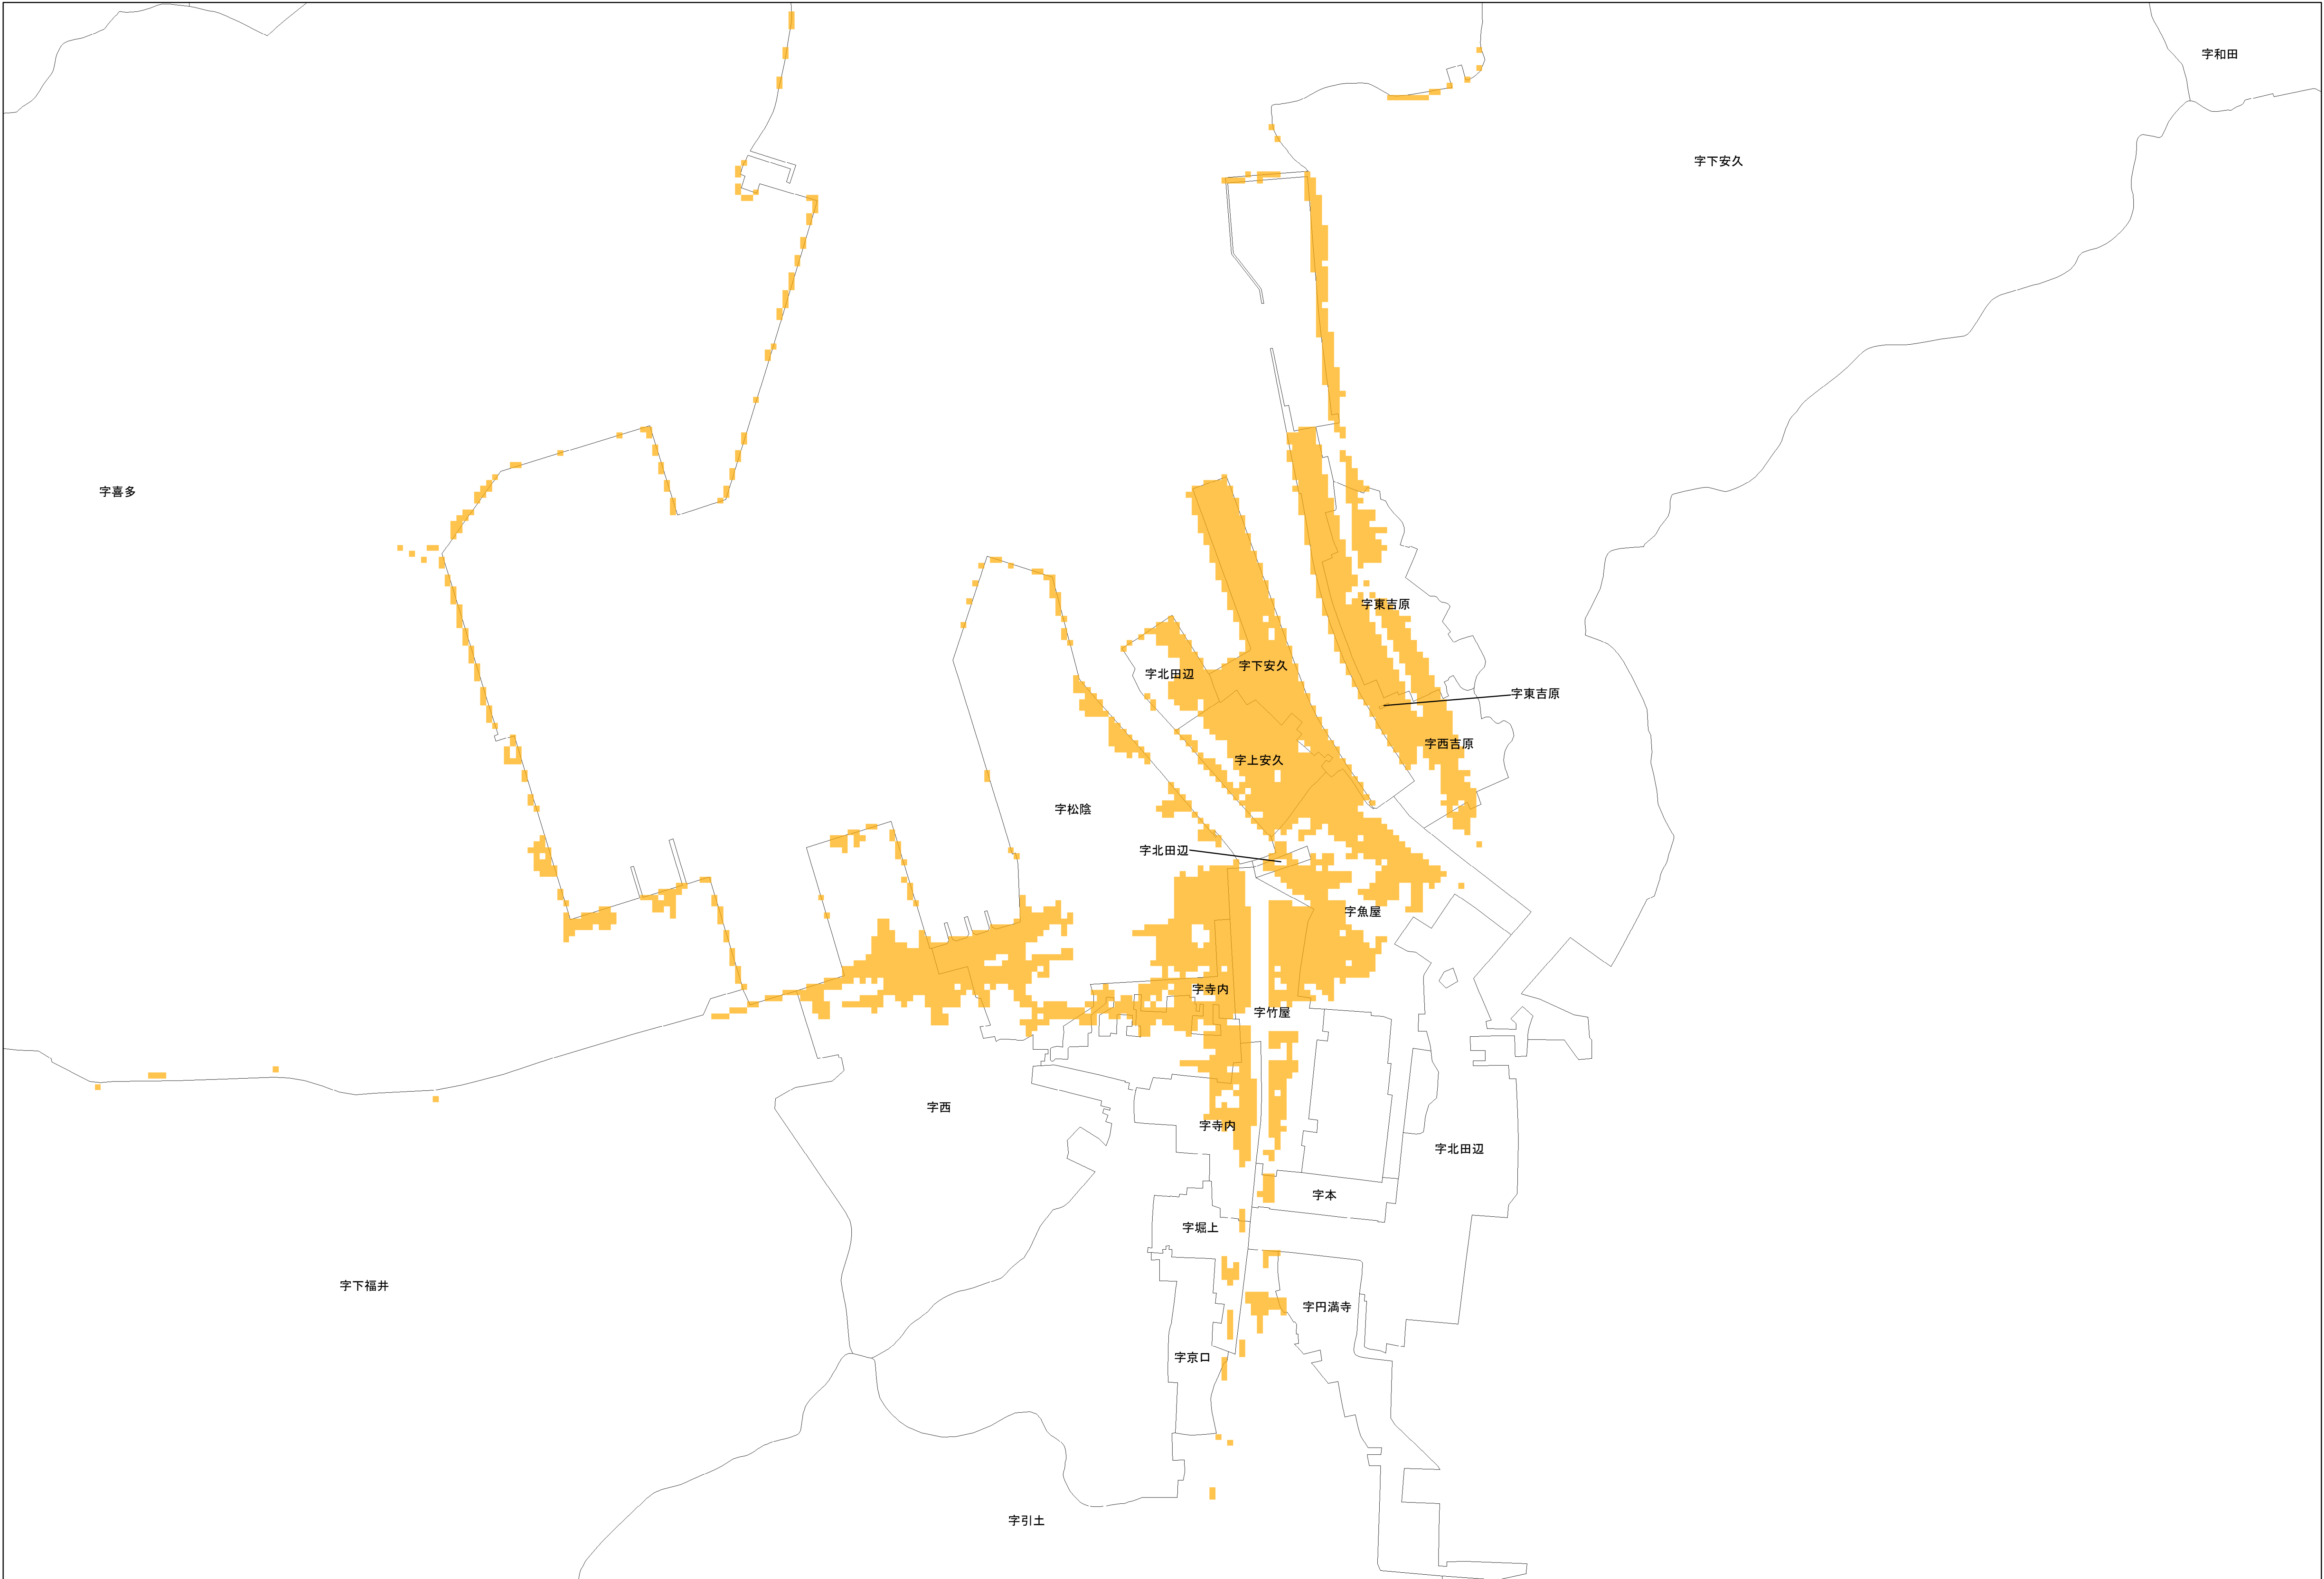 字和田
字下安久
字喜多
字東吉原
字下安久
字北田辺
字東吉原
字西吉原
字上安久
字松陰
字北田辺
字魚屋
字寺内
字竹屋
字西
字寺内
字北田辺
字本
字堀上
字下福井
字円満寺
字京口
字引土